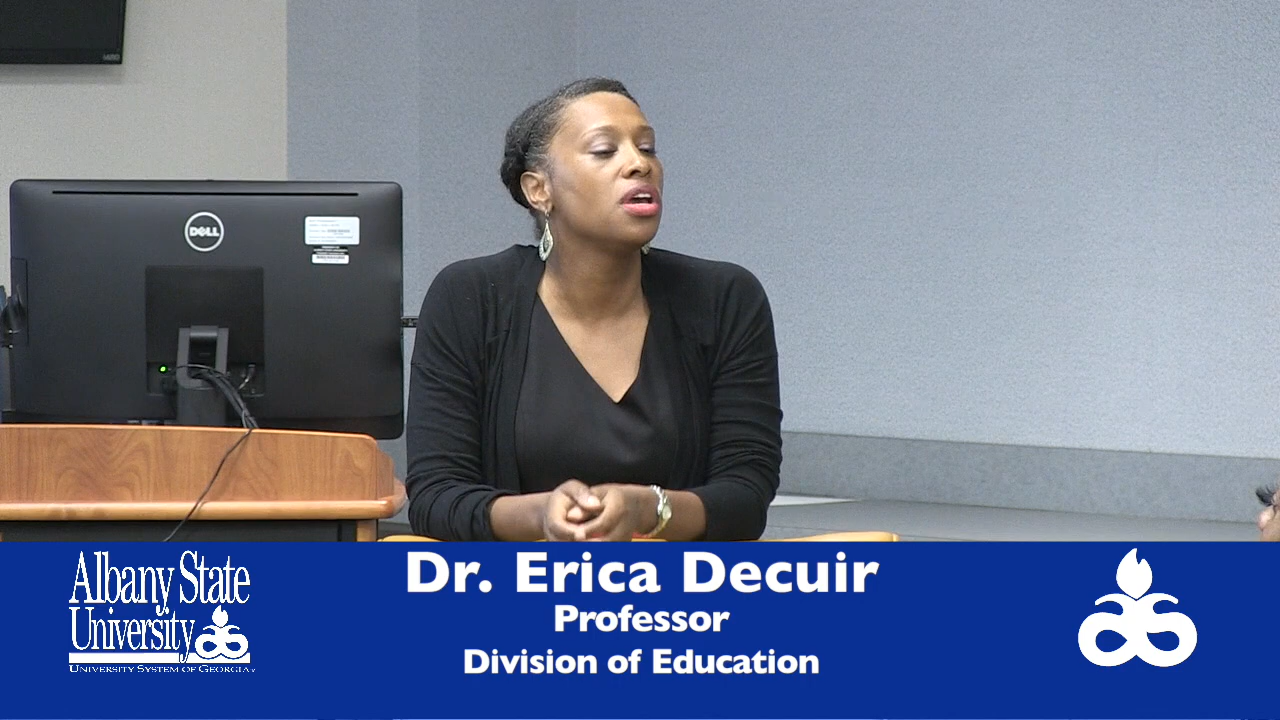 DELL
Albany State
University
UNIVERSITY SYSTEM OF GEORGIA
Dr. Erica Decuir
Professor
Division of Education